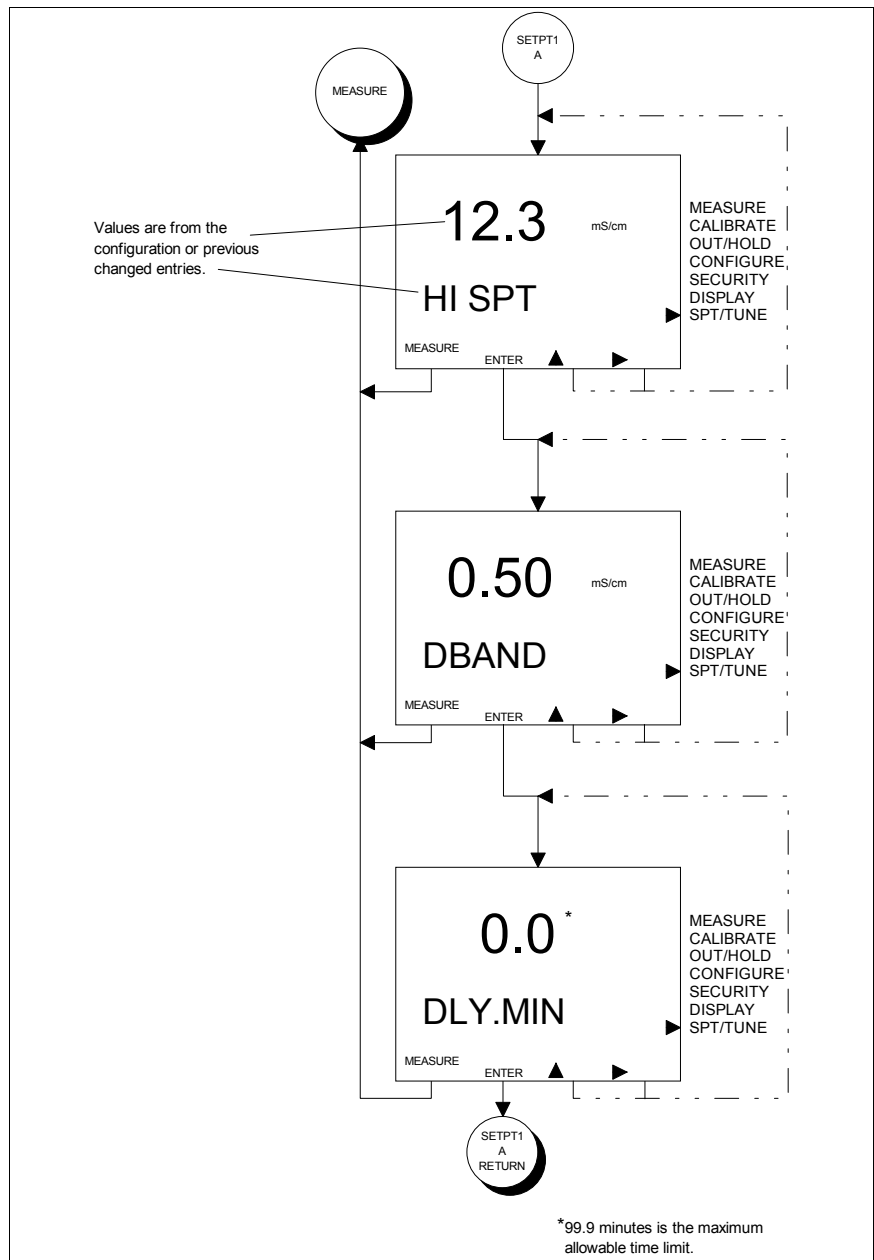 SETPT1
A
MEASURE
Values are from the
configuration or previous
changed entries.
12.3 mS/cm
HI SPT
MEASURE
CALIBRATE
OUT/HOLD
CONFIGURE
SECURITY
DISPLAY
SPT/TUNE
MEASURE
ENTER
0.50 mS/cm
DBAND
MEASURE
CALIBRATE
OUT/HOLD
CONFIGURE
SECURITY
DISPLAY
SPT/TUNE
MEASURE
ENTER
0.0 *
DLY.MIN
MEASURE
CALIBRATE
OUT/HOLD
CONFIGURE
SECURITY
DISPLAY
SPT/TUNE
MEASURE
ENTER
SETPT1
A
RETURN
*99.9 minutes is the maximum
allowable time limit.